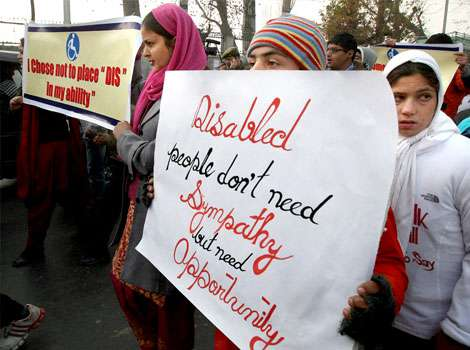 I CHOSE NOT TO PLACE "DIS"
in my ability"
Disabled
people don't need
Sympathy
but need
Opportunity